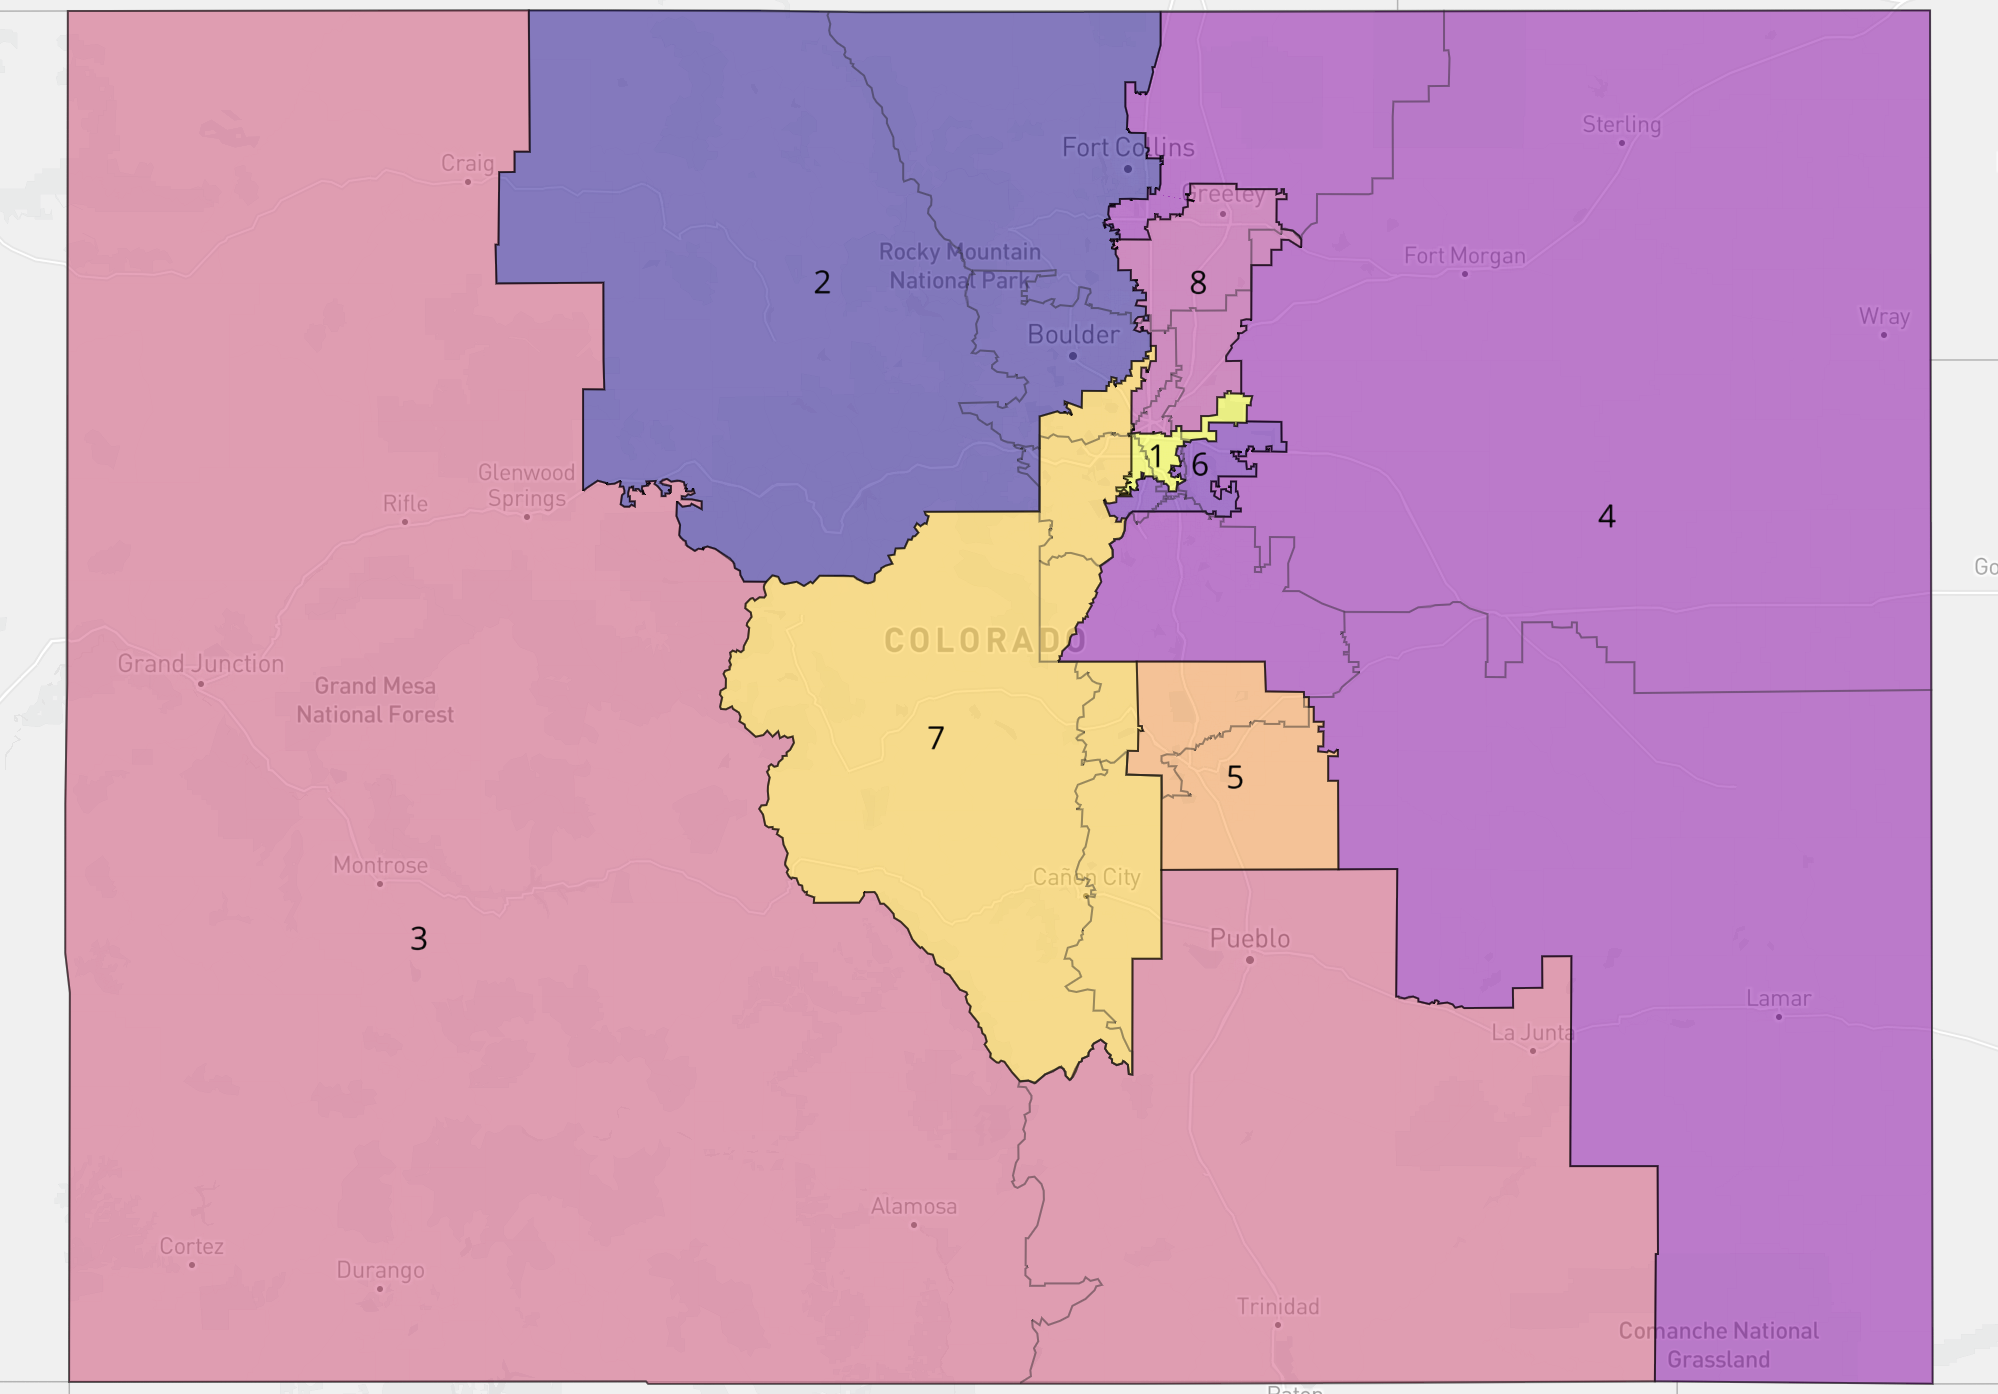 Sterling
Fort Collins
Craig
Greeley
Rocky Mountain
National Park
Fort Morgan
2
8
Wray
Boulder
1
6
Glenwood
Springs
Rifle
4
COLORADO
Grand Junction
Grand Mesa
National Forest
7
5
Montrose
Cañon City
3
Pueblo
Lamar
La Junta
Alamosa
Cortez
Durango
Trinidad
Comanche National
Grassland